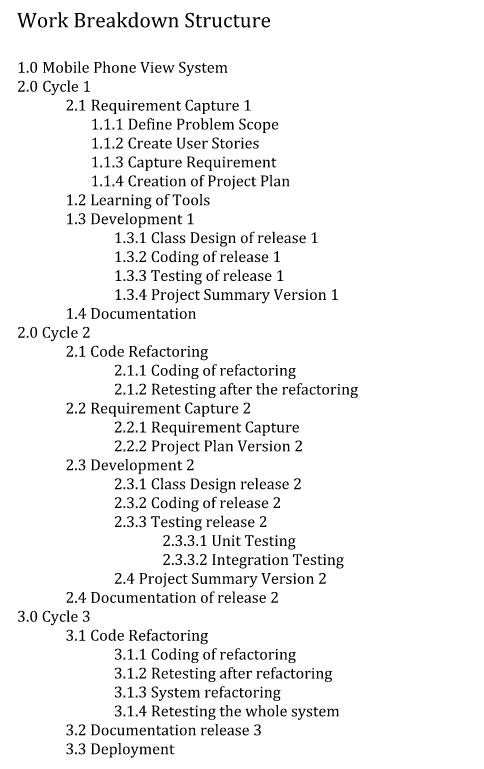 Work Breakdown Structure
1.0 Mobile Phone View System
2.0 Cycle 1
2.1 Requirement Capture 1
1.1.1 Define Problem Scope
1.1.2 Create User Stories
1.1.3 Capture Requirement
1.1.4 Creation of Project Plan
1.2 Learning of Tools
1.3 Development 1
1.3.1 Class Design of release 1
1.3.2 Coding of release 1
1.3.3 Testing of release 1
1.3.4 Project Summary Version 1
1.4 Documentation
2.0 Cycle 2
2.1 Code Refactoring
2.1.1 Coding of refactoring
2.1.2 Retesting after the refactoring
2.2 Requirement Capture 2
2.2.1 Requirement Capture
2.2.2 Project Plan Version 2
2.3 Development 2
2.3.1 Class Design release 2
2.3.2 Coding of release 2
2.3.3 Testing release 2
2.3.3.1 Unit Testing
2.3.3.2 Integration Testing
2.4 Project Summary Version 2
2.4 Documentation of release 2
3.0 Cycle 3
3.1 Code Refactoring
3.1.1 Coding of refactoring
3.1.2 Retesting after refactoring
3.1.3 System refactoring
3.1.4 Retesting the whole system
3.2 Documentation release 3
3.3 Deployment